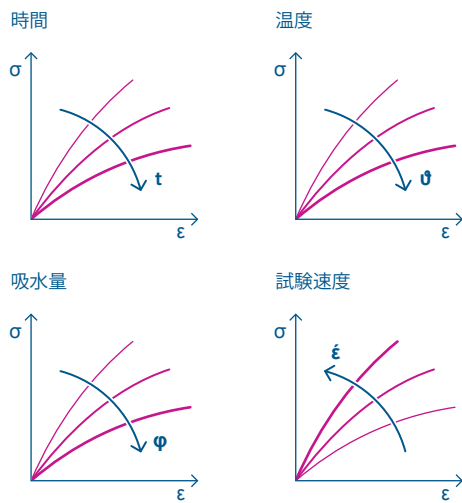 時間
σ
t
ε
温度
σ
ϑ
ε
吸水量
σ
φ
ε
試験速度
σ
έ
ε